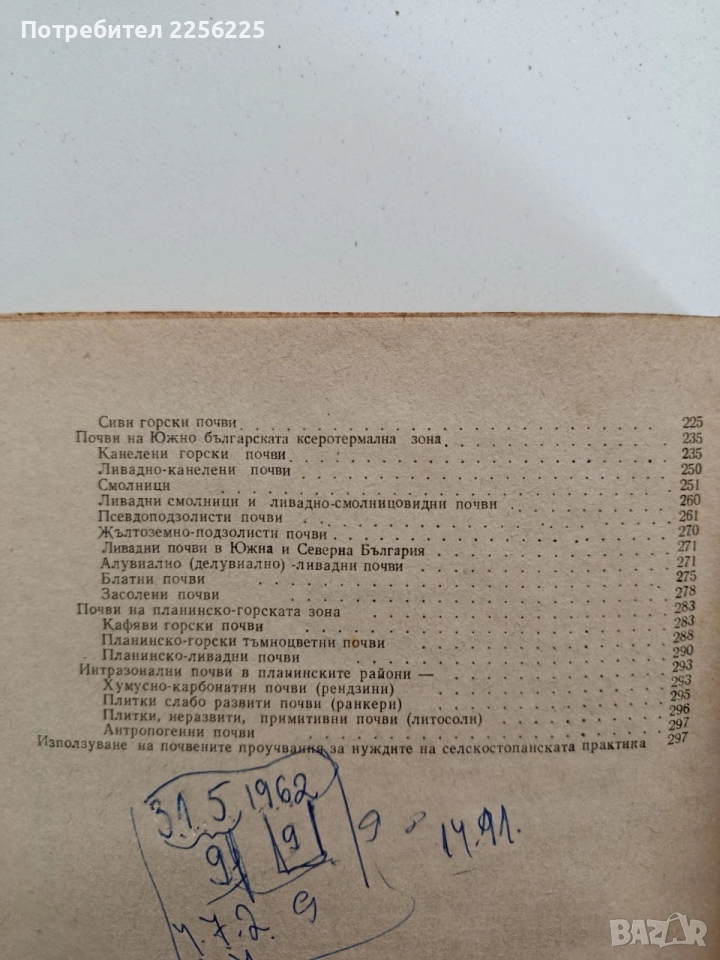 Потребител 2256225
Сиви горски почви 225
Почви на Южно българската ксеротермална зона 235
Канелени горски почви 235
Ливадно-канелени почви 250
Смолници 251
Ливадни смолници и ливадно-смолницовидни почви 260
Псевдоподзолисти почви 261
Жълтоземно-подзолисти почви 270
Ливадни почви в Южна и Северна България 271
Алувиално (делувиално) -ливадни почви 271
Блатни почви 275
Засолени почви 278
Почви на планинско-горската зона 283
Кафяви горски почви 283
Планинско-горски тъмноцветни почви 288
Планинско-ливадни почви 290
Интразонални почви в планинските райони — 293
Хумусно-карбонатни почви (рендзини) 293
Плитки слабо развити почви (ранкери) 295
Плитки, неразвити, примитивни почви (литосоли) 296
Антропогенни почви 297
Използуване на почвените проучвания за нуждите на селскостопанската практика 297
31.5.1962
9 9 9
14.91.
7.2. 9
BAZAR